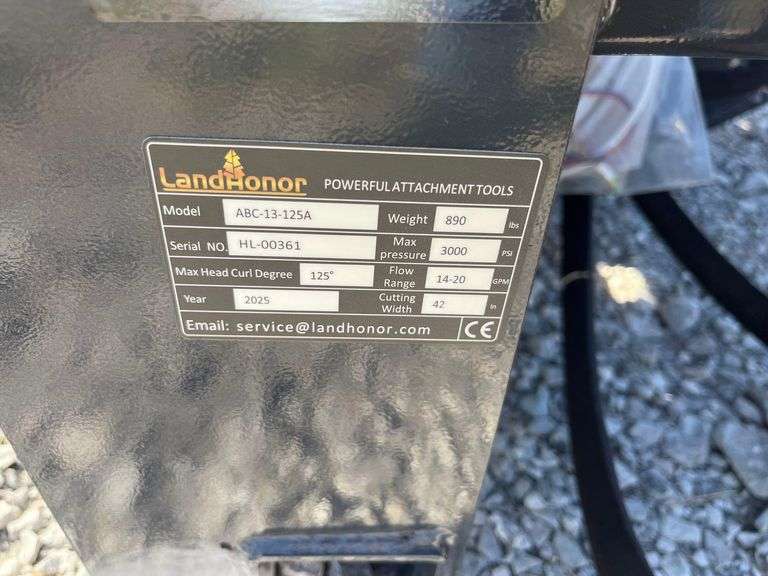 LandHonor POWERFUL ATTACHMENT TOOLS
Model ABC-13-125A Weight 890 lbs
Serial NO. HL-00361 Max pressure 3000 PSI
Max Head Curl Degree 125° Flow Range 14-20 GPM
Year 2025 Cutting Width 42 in
Email: service@landhonor.com CE